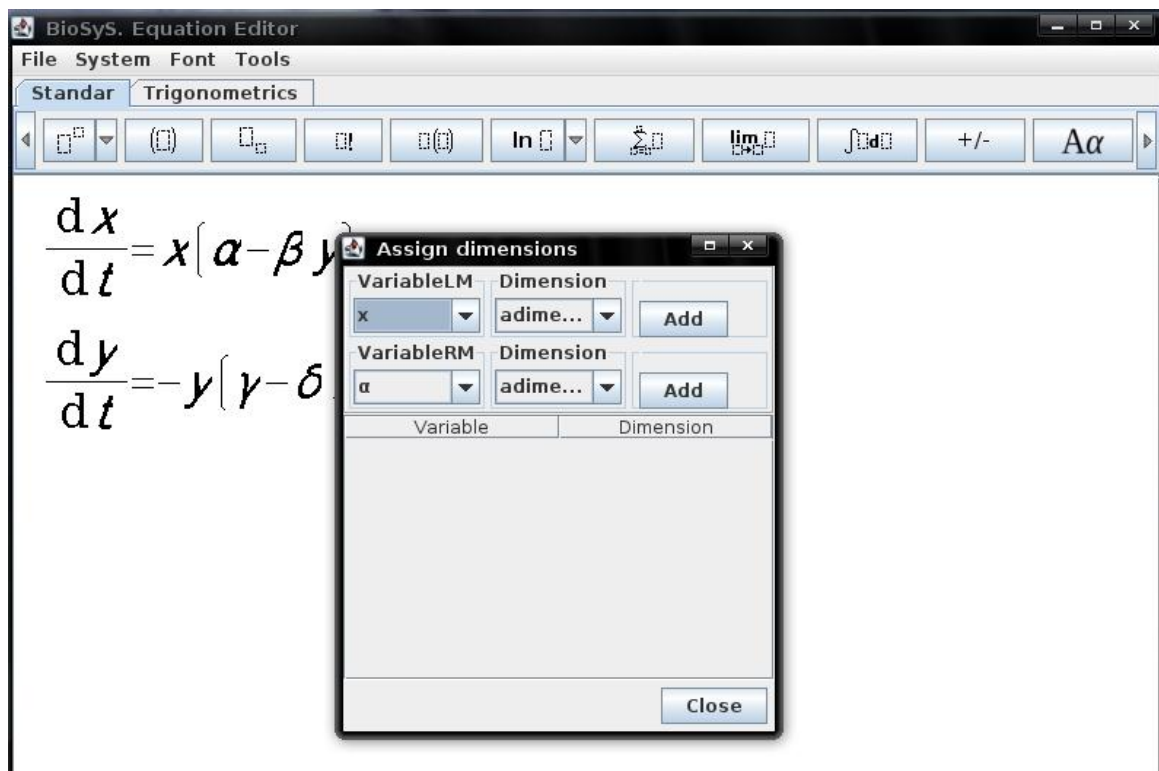 BioSyS. Equation Editor
File System Font Tools
Standar Trigonometrics
(□) □! □(□) ln □ lim ∫□d□ +/- Aα
dx/dt = x(α-β y)
dy/dt = -y(γ-δ
Assign dimensions
VariableLM Dimension
x adime... Add
VariableRM Dimension
α adime... Add
Variable Dimension
Close